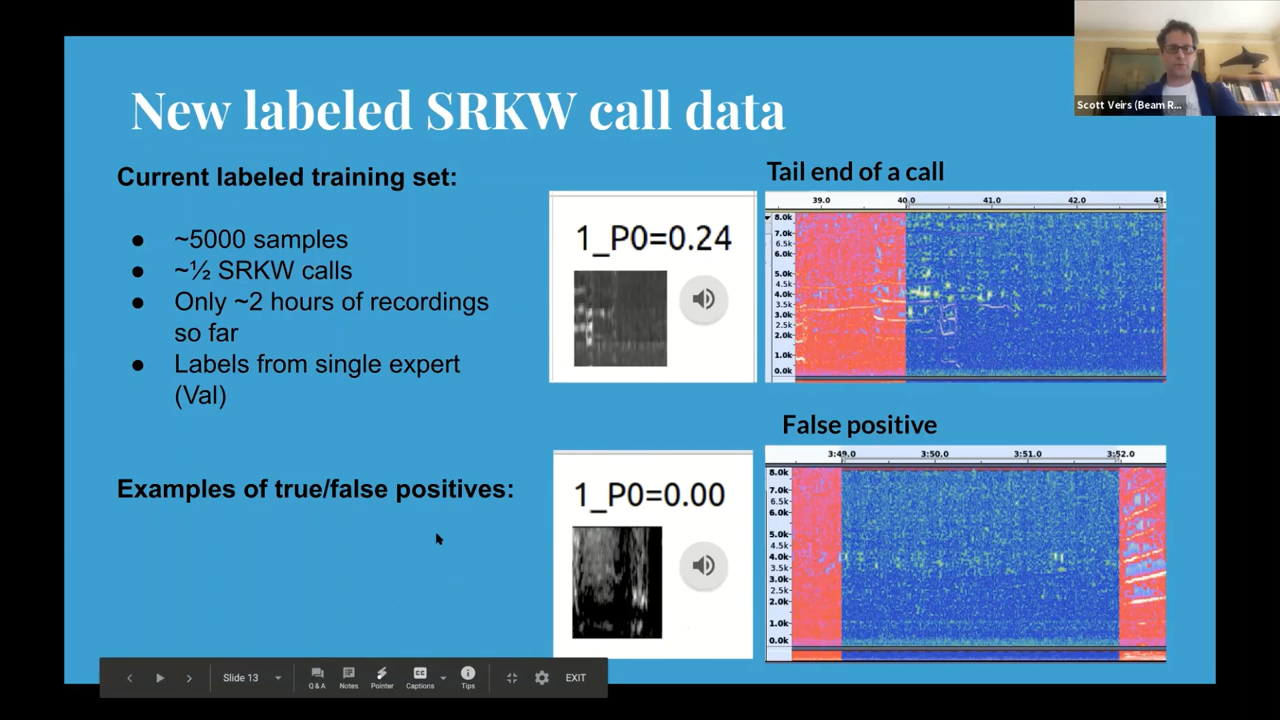 New labeled SRKW call data
Scott Veirs (Beam R...
Current labeled training set:
● ~5000 samples
● ~½ SRKW calls
● Only ~2 hours of recordings
so far
● Labels from single expert
(Val)
Examples of true/false positives:
1_P0=0.24
Tail end of a call
39.0 40.0 41.0 42.0 43.
8.0k
7.0k
6.5k
6.0k
5.0k
4.5k
4.0k
3.5k
3.0k
2.5k
2.0k
1.0k
0.0k
1_P0=0.00
False positive
3:49.0 3:50.0 3:51.0 3:52.0
8.0k
7.0k
6.5k
6.0k
5.0k
4.5k
4.0k
3.5k
3.0k
2.5k
2.0k
1.0k
0.0k
Slide 13
Q & A Notes Pointer Captions Tips
CC
EXIT